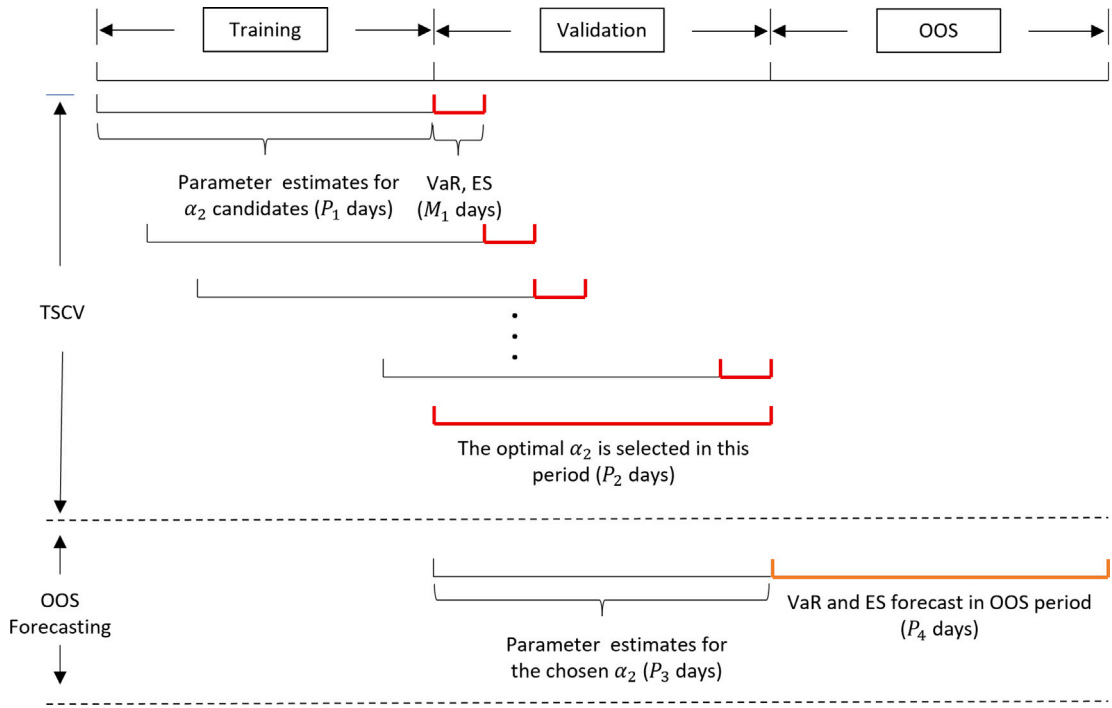 Training
Validation
OOS
Parameter estimates for
α₂ candidates (P₁ days)
VaR, ES
(M₁ days)
TSCV
The optimal α₂ is selected in this
period (P₂ days)
OOS
Forecasting
Parameter estimates for
the chosen α₂ (P₃ days)
VaR and ES forecast in OOS period
(P₄ days)